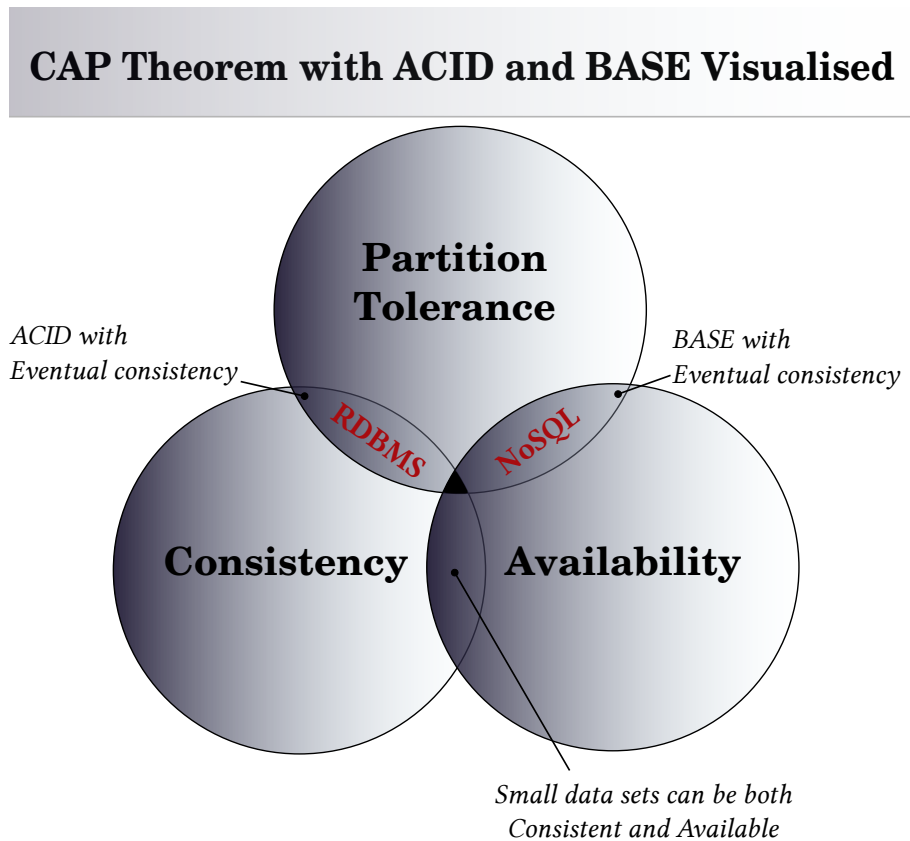 CAP Theorem with ACID and BASE Visualised
Partition
Tolerance
ACID with
Eventual consistency
BASE with
Eventual consistency
RDBMS
NoSQL
Consistency
Availability
Small data sets can be both
Consistent and Available